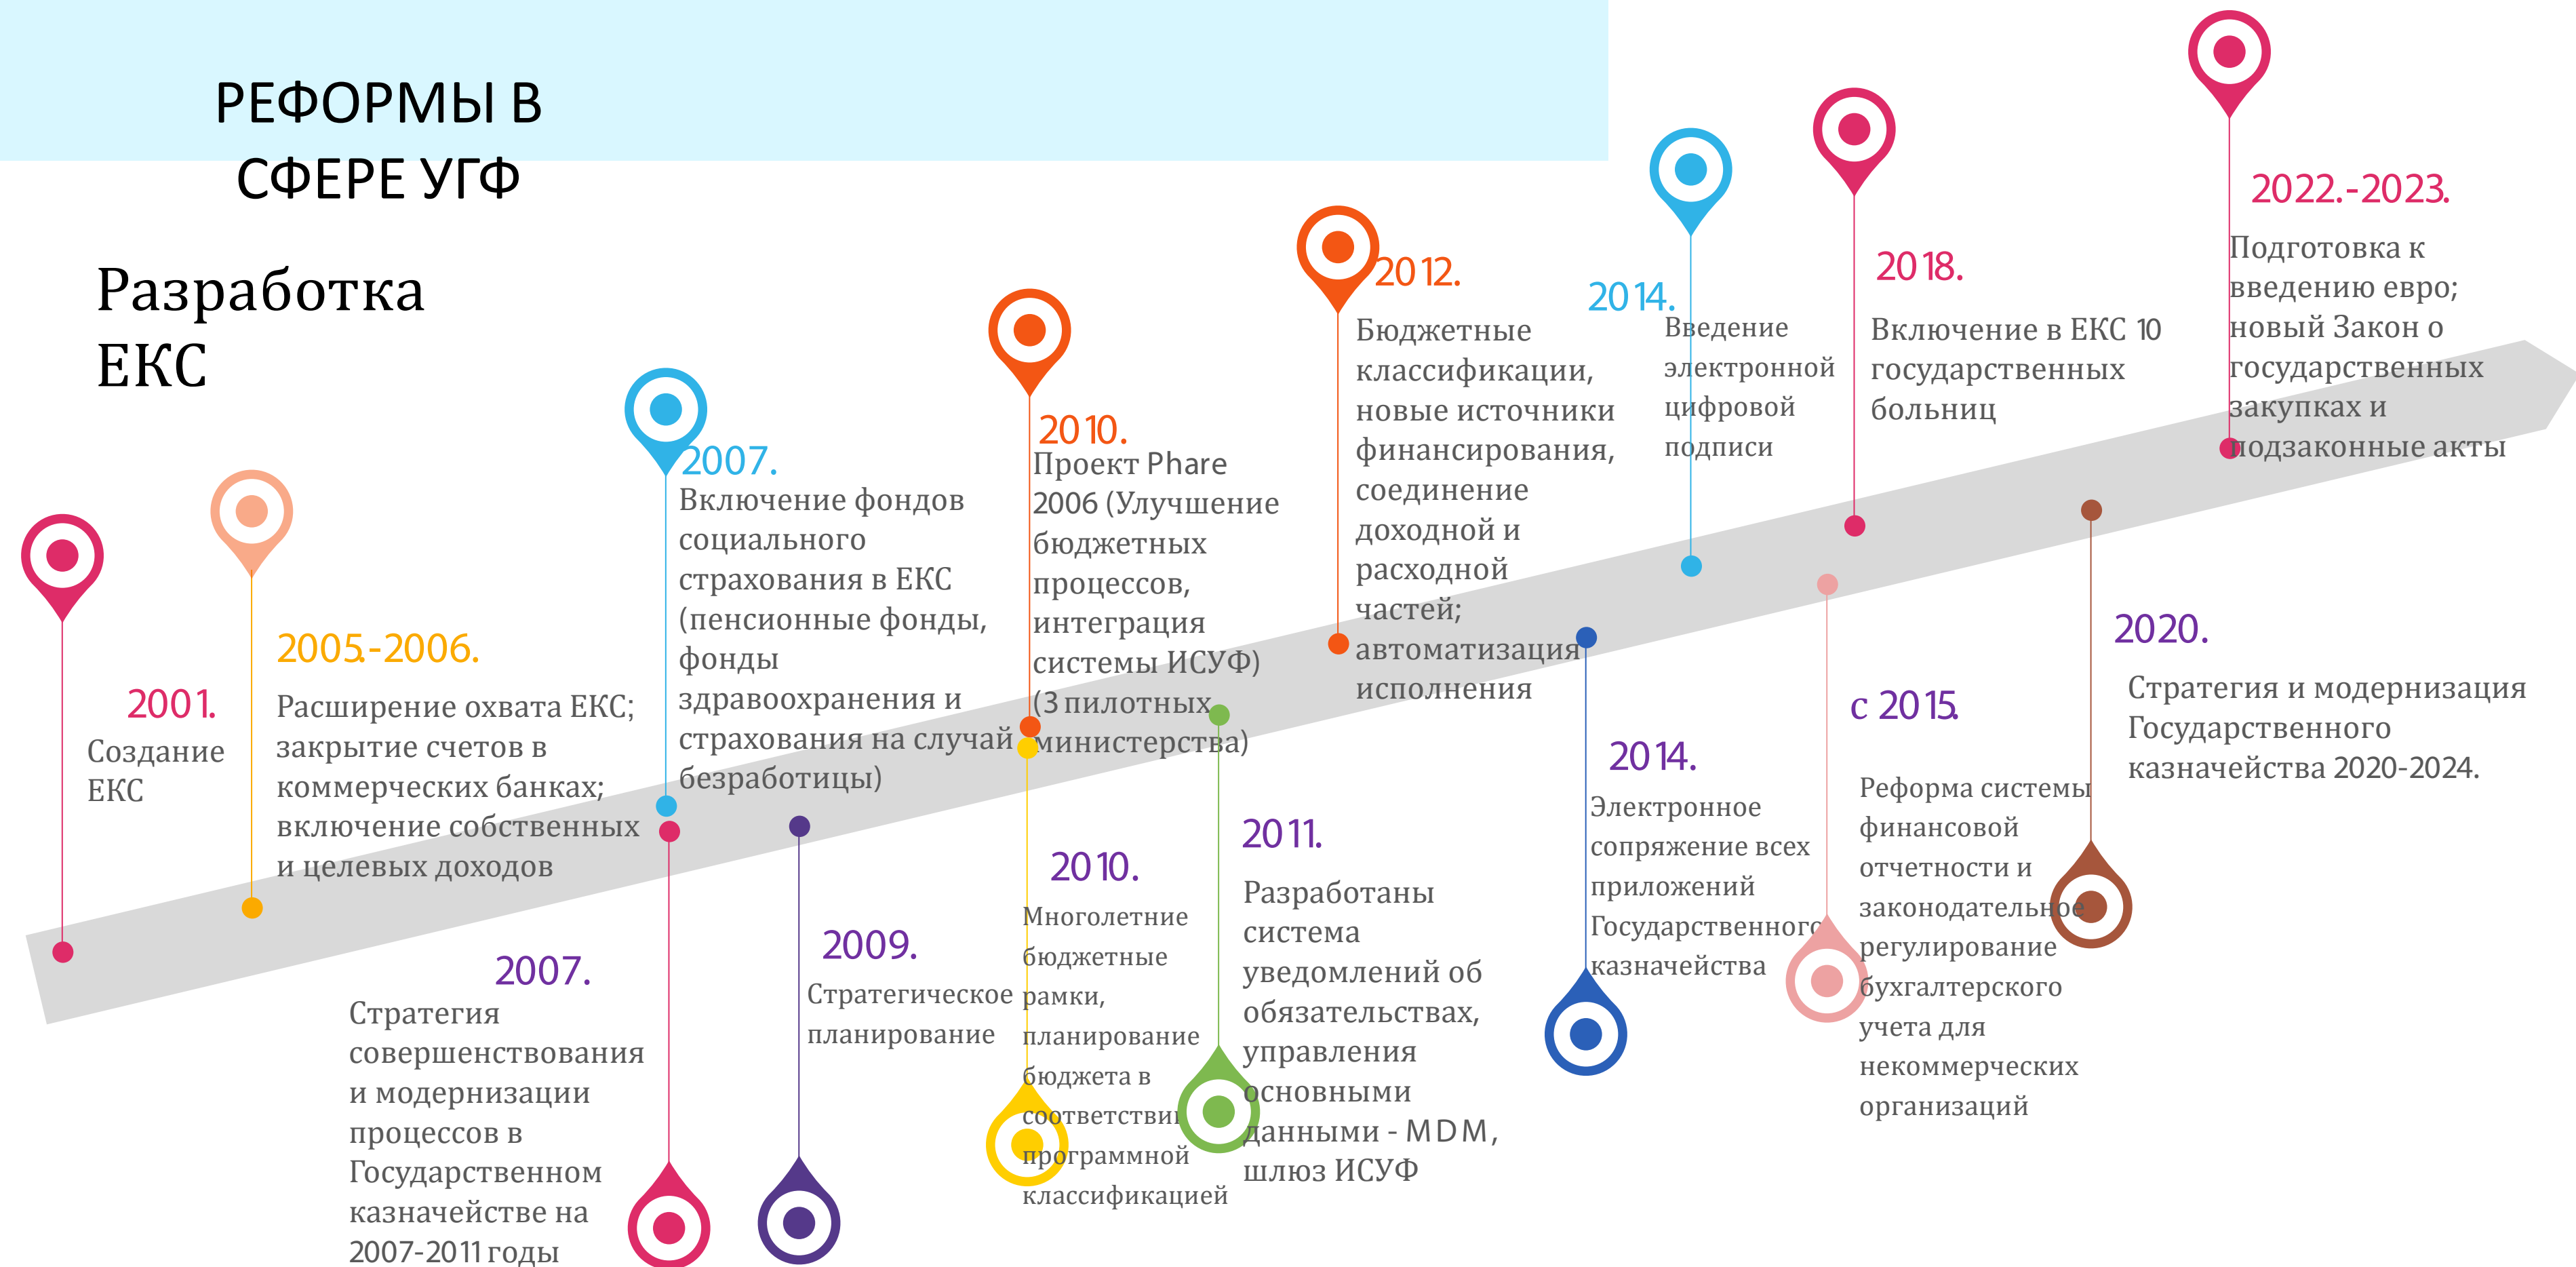 РЕФОРМЫ В
СФЕРЕ УГФ
Разработка
ЕКС
2001.
Создание
ЕКС
2005.-2006.
Расширение охвата ЕКС;
закрытие счетов в
коммерческих банках;
включение собственных
и целевых доходов
2007.
Включение фондов
социального
страхования в ЕКС
(пенсионные фонды,
фонды
здравоохранения и
страхования на случай
безработицы)
2010.
Проект Phare
2006 (Улучшение
бюджетных
процессов,
интеграция
системы ИСУФ)
(3 пилотных
министерства)
2012.
Бюджетные
классификации,
новые источники
финансирования,
соединение
доходной и
расходной
частей;
автоматизация
исполнения
2014.
Введение
электронной
цифровой
подписи
2018.
Включение в ЕКС 10
государственных
больниц
2022.-2023.
Подготовка к
введению евро;
новый Закон о
государственных
закупках и
подзаконные акты
2007.
Стратегия
совершенствования
и модернизации
процессов в
Государственном
казначействе на
2007-2011 годы
2009.
Стратегическое
планирование
2010.
Многолетние
бюджетные
рамки,
планирование
бюджета в
программной
классификацией
2011.
Разработаны
система
уведомлений об
обязательствах,
управления
основными
данными - MDM,
шлюз ИСУФ
2014.
Электронное
сопряжение всех
приложений
Государственного
казначейства
с 2015.
Реформа системы
финансовой
отчетности и
законодательное
регулирование
бухгалтерского
учета для
некоммерческих
организаций
2020.
Стратегия и модернизация
Государственного
казначейства 2020-2024.